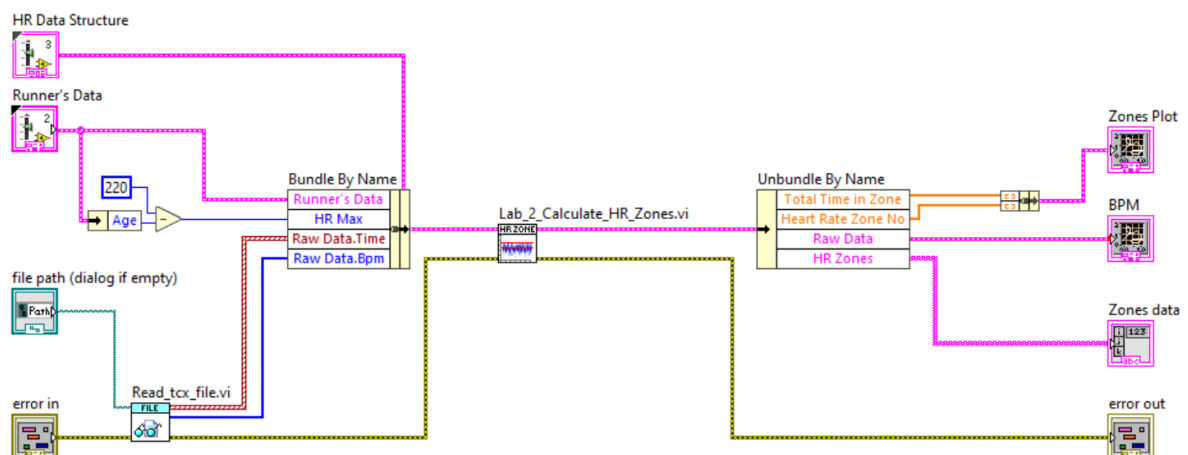 HR Data Structure
3
Runner's Data
2
220
Age
Bundle By Name
Runner's Data
HR Max
Raw Data.Time
Raw Data.Bpm
file path (dialog if empty)
Path
Read_tcx_file.vi
FILE
error in
Lab_2_Calculate_HR_Zones.vi
HR ZONE
Unbundle By Name
Total Time in Zone
Heart Rate Zone No
Raw Data
HR Zones
Zones Plot
BPM
Zones data
123
abc
error out